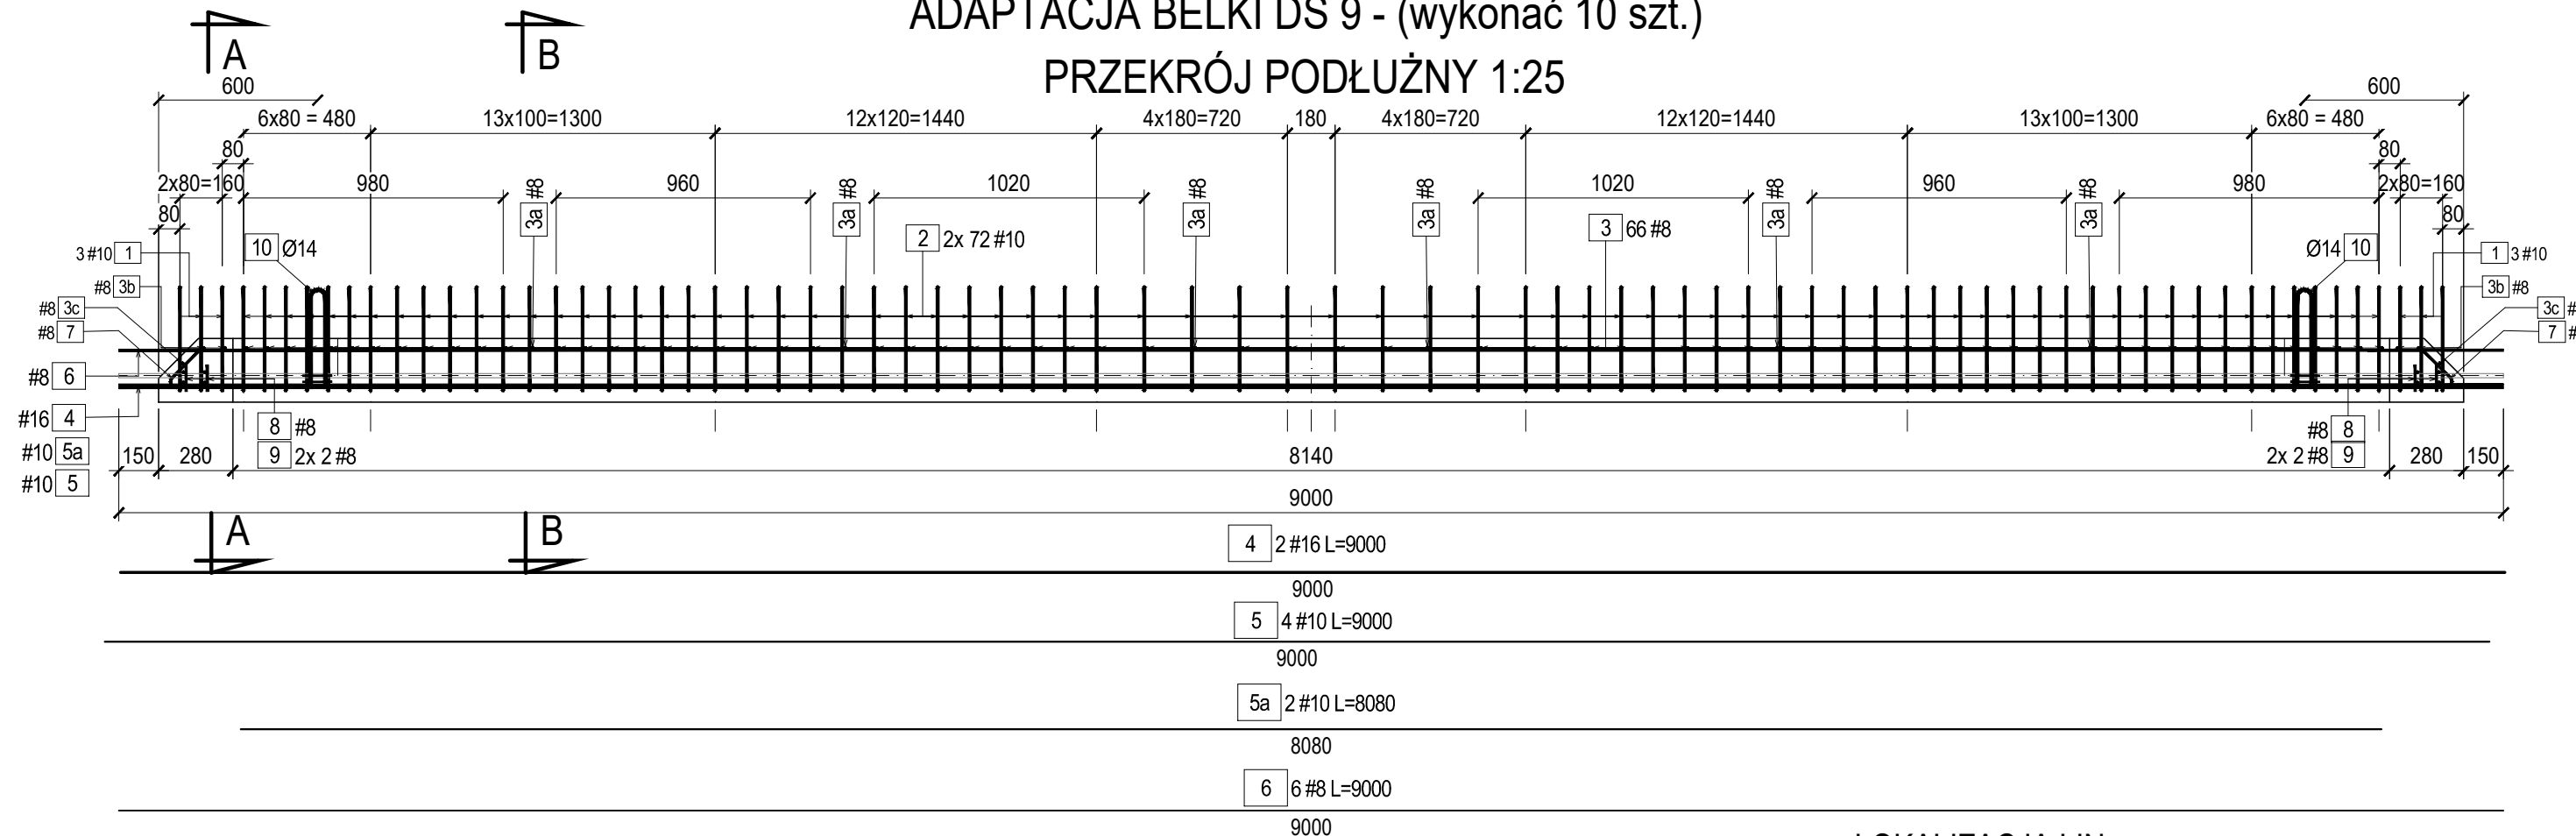 ADAPTACJA BELKI DS 9 - (wykonać 10 szt.)
PRZEKRÓJ PODŁUŻNY 1:25
A
B
600
600
6x80 = 480
13x100=1300
12x120=1440
4x180=720
180
4x180=720
12x120=1440
13x100=1300
6x80 = 480
80
80
2x80=160
980
3a #8
960
3a #8
1020
3a #8
3a #8
1020
3a #8
960
3a #8
980
2x80=160
80
80
3 #10 1
10 Ø14
2 2x 72 #10
3 66 #8
Ø14 10
1 3 #10
#8 3b
3b #8
#8 3c
3c #
#8 7
7 #
#8 6
#16 4
#10 5a
#10 5
8 #8
9 2x 2 #8
#8 8
2x 2 #8 9
150
280
8140
280
150
9000
A
B
4 2 #16 L=9000
9000
5 4 #10 L=9000
9000
5a 2 #10 L=8080
8080
6 6 #8 L=9000
9000